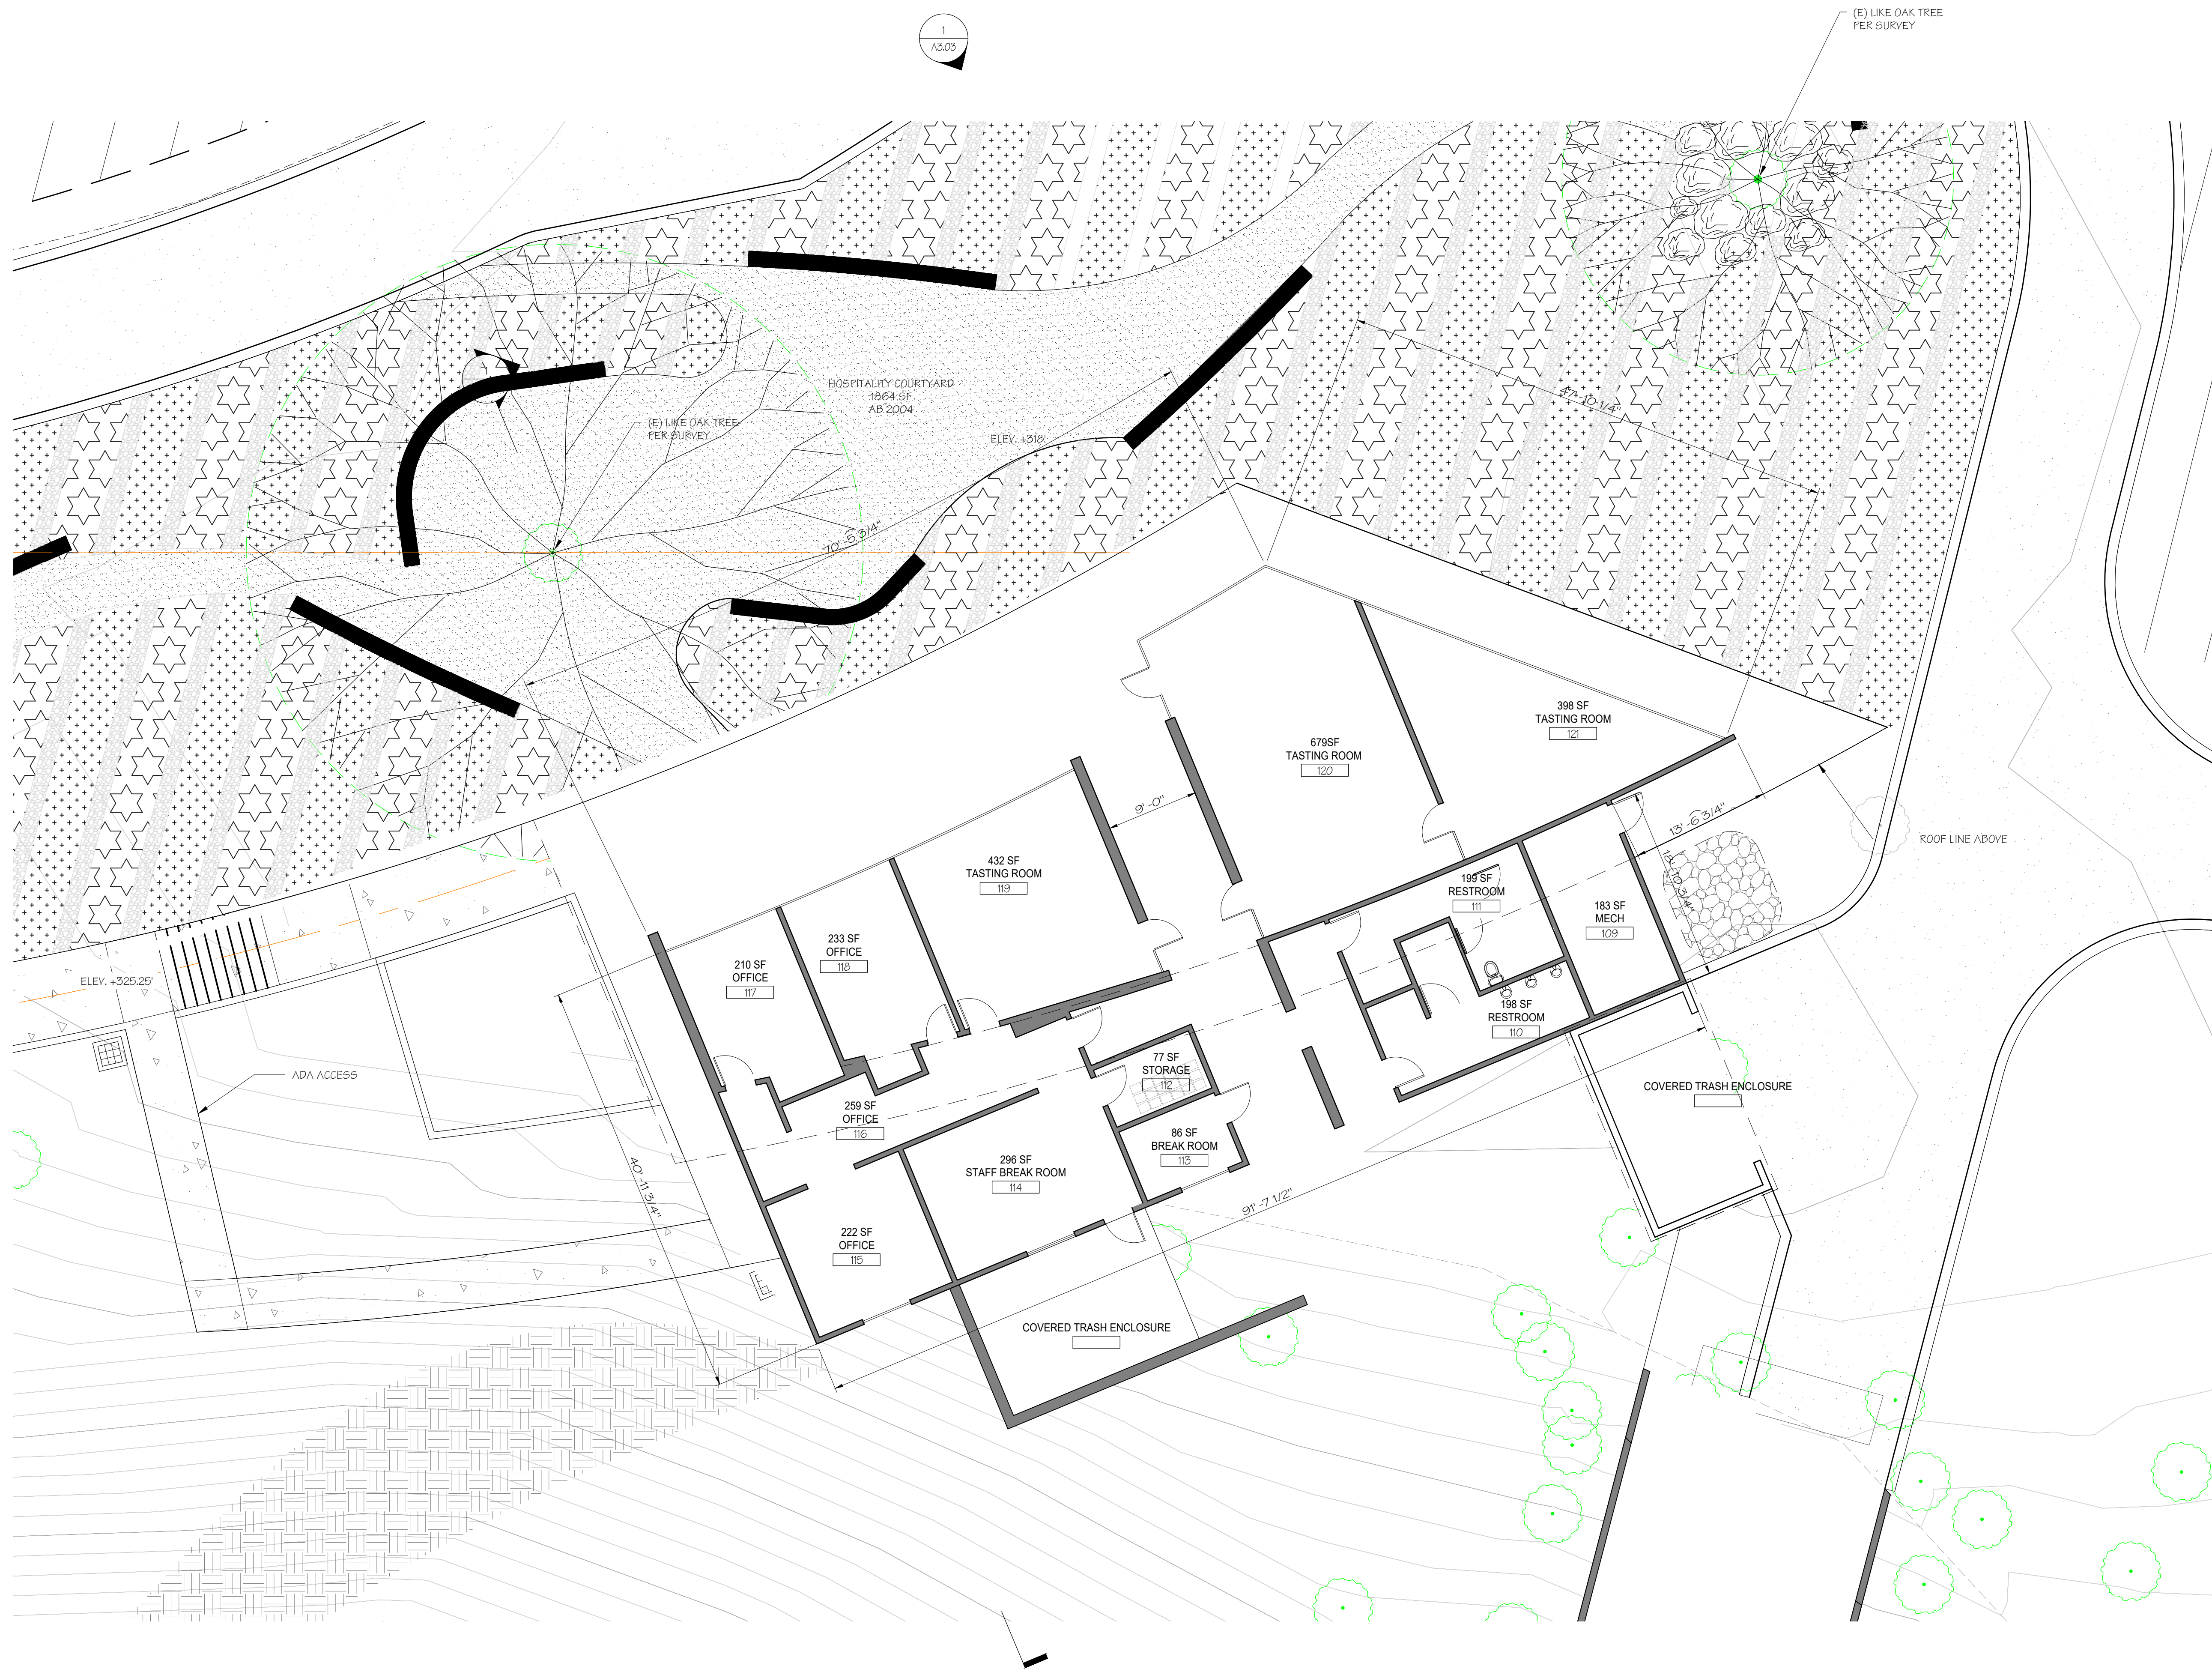 1
A3.03
(E) LIKE OAK TREE
PER SURVEY
HOSPITALITY COURTYARD
1864 SF
AB 2004
(E) LIKE OAK TREE
PER SURVEY
ELEV. +318'
47'-10 1/4"
70'-5 3/4"
398 SF
TASTING ROOM
121
679SF
TASTING ROOM
120
9'-0"
13'-6 3/4"
ROOF LINE ABOVE
18'-10 3/4"
432 SF
TASTING ROOM
119
199 SF
RESTROOM
111
183 SF
MECH
109
233 SF
OFFICE
118
210 SF
OFFICE
117
ELEV. +325.25'
198 SF
RESTROOM
110
ADA ACCESS
77 SF
STORAGE
112
COVERED TRASH ENCLOSURE
259 SF
OFFICE
116
86 SF
BREAK ROOM
113
296 SF
STAFF BREAK ROOM
114
40'-11 3/4"
91'-7 1/2"
222 SF
OFFICE
115
COVERED TRASH ENCLOSURE